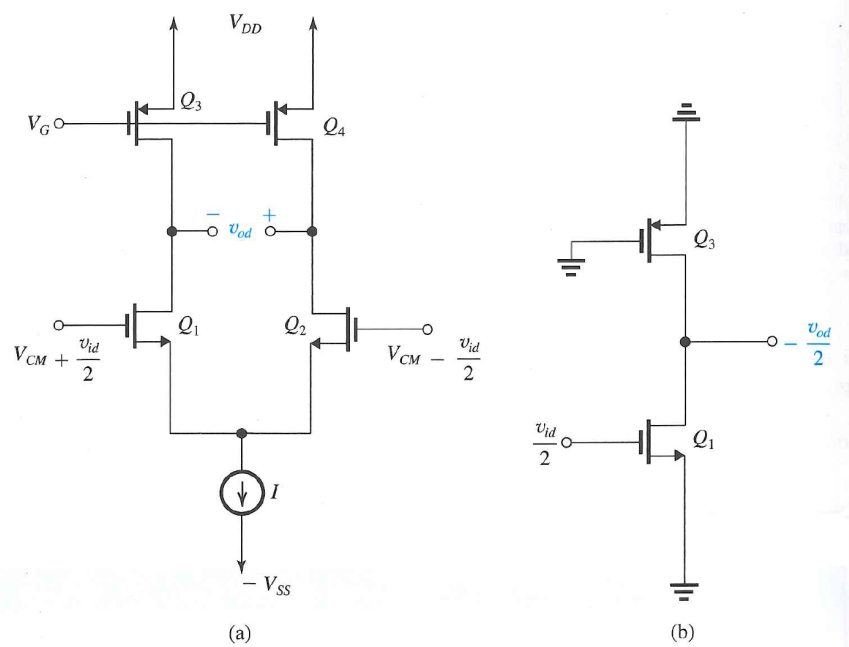 V_DD
Q_3
V_G
Q_4
− v_od +
Q_1
Q_2
V_CM + v_id/2
V_CM − v_id/2
I
− V_SS
(a)
Q_3
− v_od/2
v_id/2
Q_1
(b)